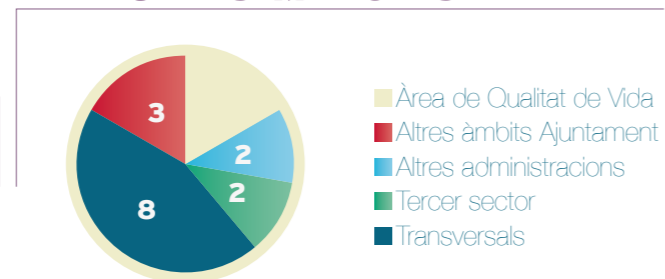 3
2
2
8
Àrea de Qualitat de Vida
Altres àmbits Ajuntament
Altres administracions
Tercer sector
Transversals